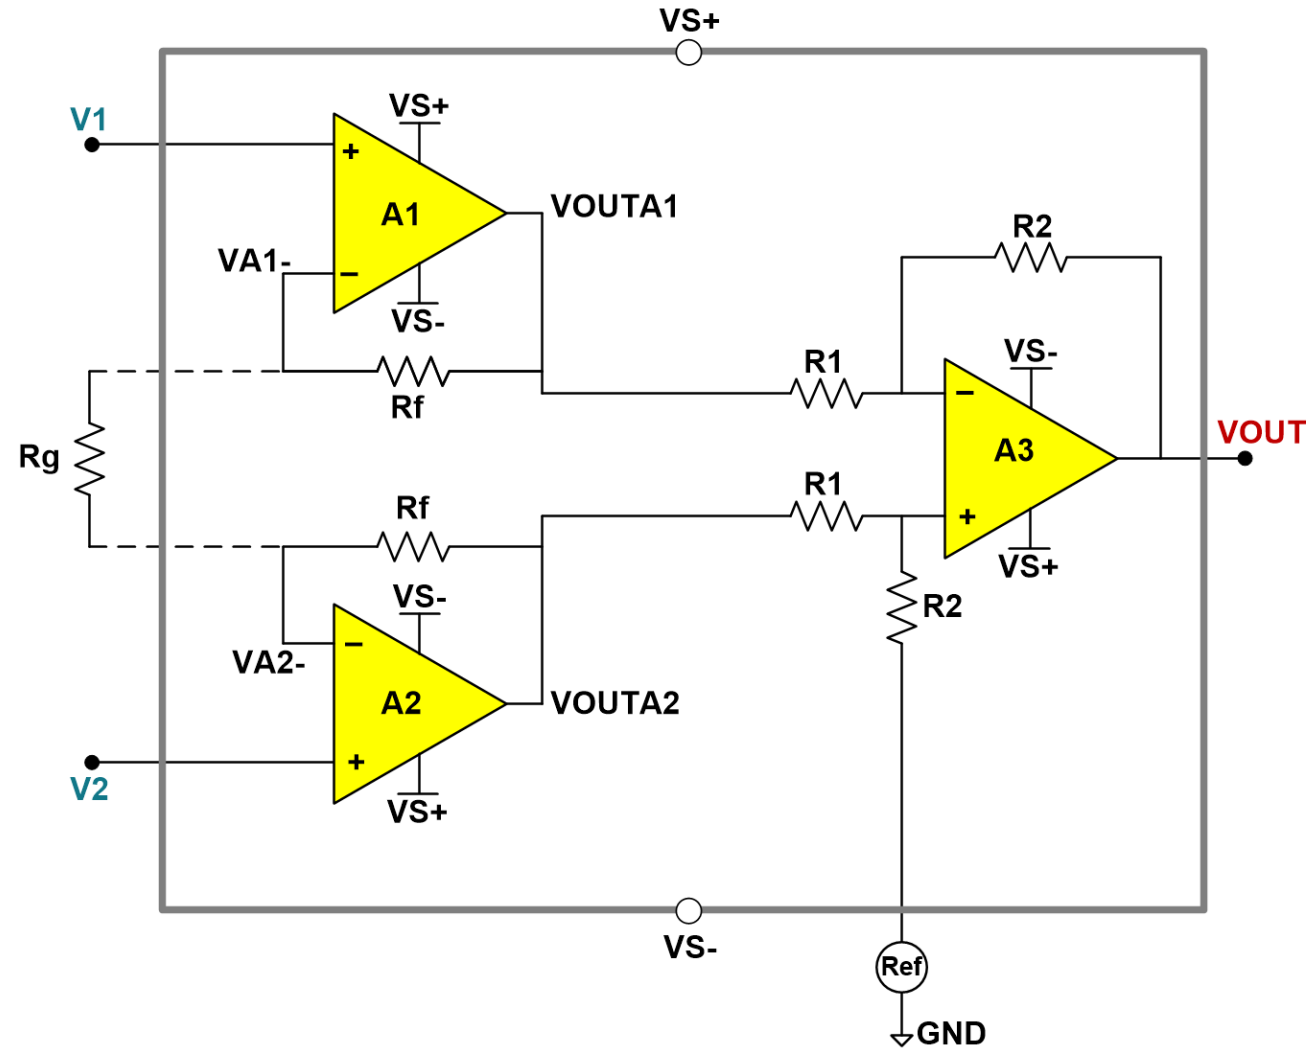 VS+
V1
VS+
+
A1
VOUTA1
VA1-
−
VS-
R2
Rf
R1
VS-
−
Rg
A3
VOUT
Rf
R1
+
VS-
VS+
−
R2
VA2-
A2
VOUTA2
+
V2
VS+
VS-
Ref
GND